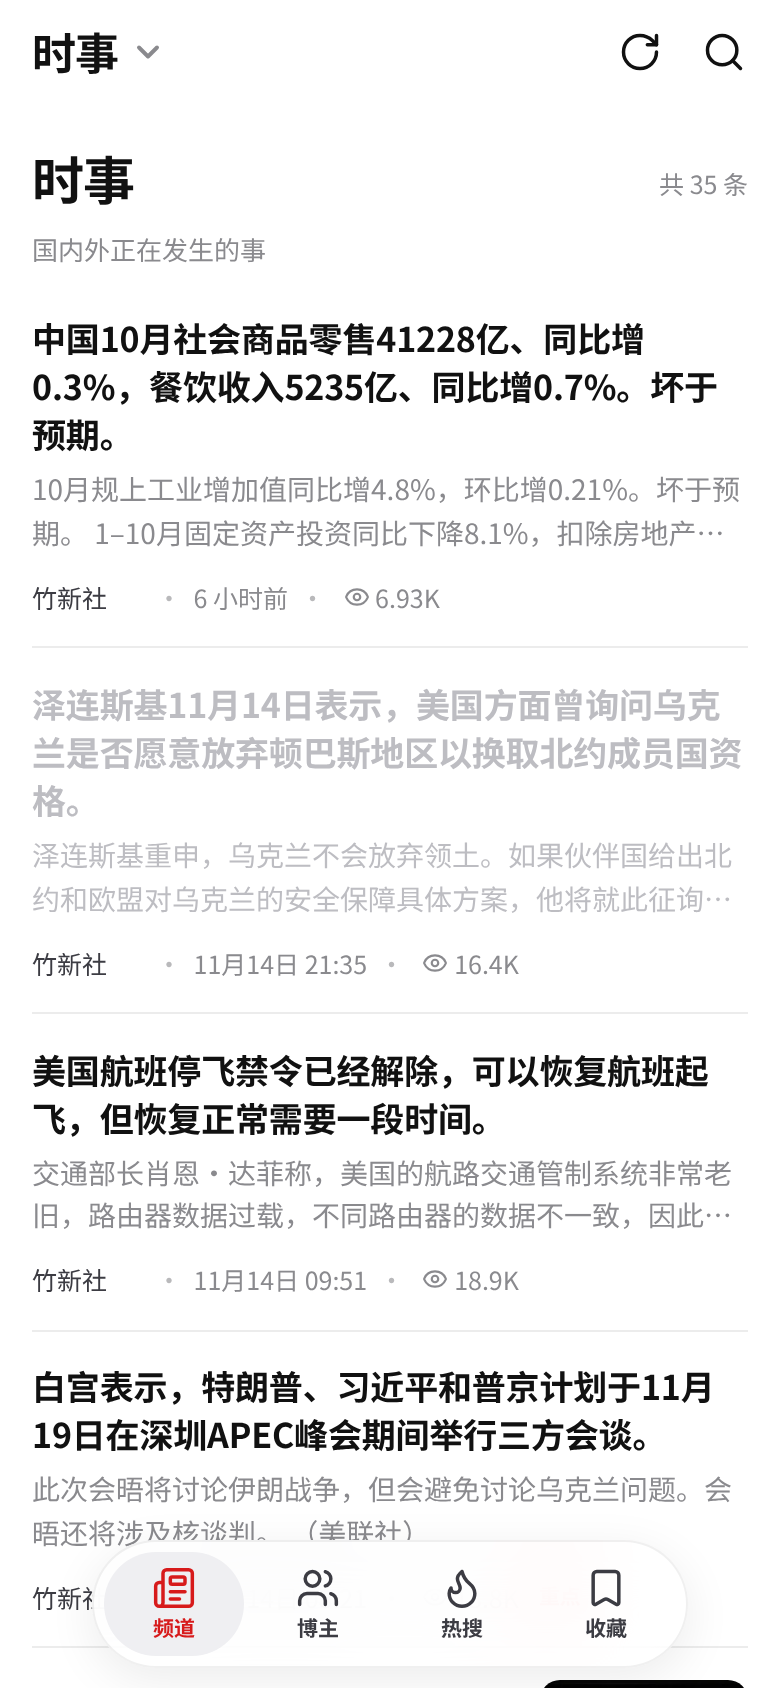 时事
时事
共 35 条
国内外正在发生的事
中国10月社会商品零售41228亿、同比增
0.3%，餐饮收入5235亿、同比增0.7%。坏于
预期。
10月规上工业增加值同比增4.8%，环比增0.21%。坏于预
期。 1–10月固定资产投资同比下降8.1%，扣除房地产…
竹新社 • 6 小时前 • 6.93K
泽连斯基11月14日表示，美国方面曾询问乌克
兰是否愿意放弃顿巴斯地区以换取北约成员国资
格。
泽连斯基重申，乌克兰不会放弃领土。如果伙伴国给出北
约和欧盟对乌克兰的安全保障具体方案，他将就此征询…
竹新社 • 11月14日 21:35 • 16.4K
美国航班停飞禁令已经解除，可以恢复航班起
飞，但恢复正常需要一段时间。
交通部长肖恩·达菲称，美国的航路交通管制系统非常老
旧，路由器数据过载，不同路由器的数据不一致，因此…
竹新社 • 11月14日 09:51 • 18.9K
白宫表示，特朗普、习近平和普京计划于11月
19日在深圳APEC峰会期间举行三方会谈。
此次会晤将讨论伊朗战争，但会避免讨论乌克兰问题。会
晤还将涉及核谈判。（美联社）
竹新
频道 博主 热搜 收藏